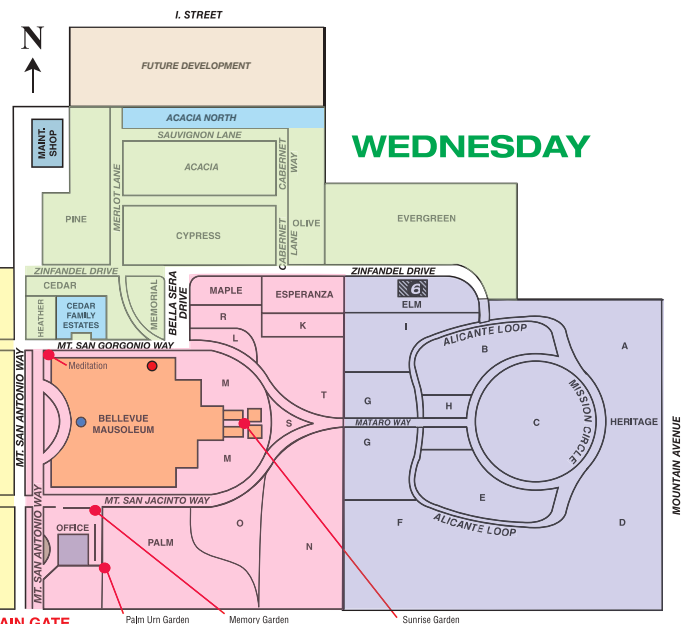 I. STREET
N
FUTURE DEVELOPMENT
MAINT.
SHOP
ACACIA NORTH
SAUVIGNON LANE
WEDNESDAY
MERLOT LANE
ACACIA
CABERNET
WAY
PINE
CYPRESS
CABERNET
LANE
OLIVE
EVERGREEN
ZINFANDEL DRIVE
ZINFANDEL DRIVE
CEDAR
HEATHER
CEDAR
FAMILY
ESTATES
MEMORIAL
BELLA SERA
DRIVE
MAPLE
ESPERANZA
6
ELM
R
K
I
L
ALICANTE LOOP
B
A
MT. SAN GORGONIO WAY
Meditation
MT. SAN ANTONIO WAY
M
T
G
H
MISSION CIRCLE
BELLEVUE
MAUSOLEUM
S
MATARO WAY
C
HERITAGE
G
M
MOUNTAIN AVENUE
MT. SAN JACINTO WAY
E
ALICANTE LOOP
MT. SAN ANTONIO WAY
OFFICE
PALM
O
N
F
D
AIN GATE
Palm Urn Garden
Memory Garden
Sunrise Garden